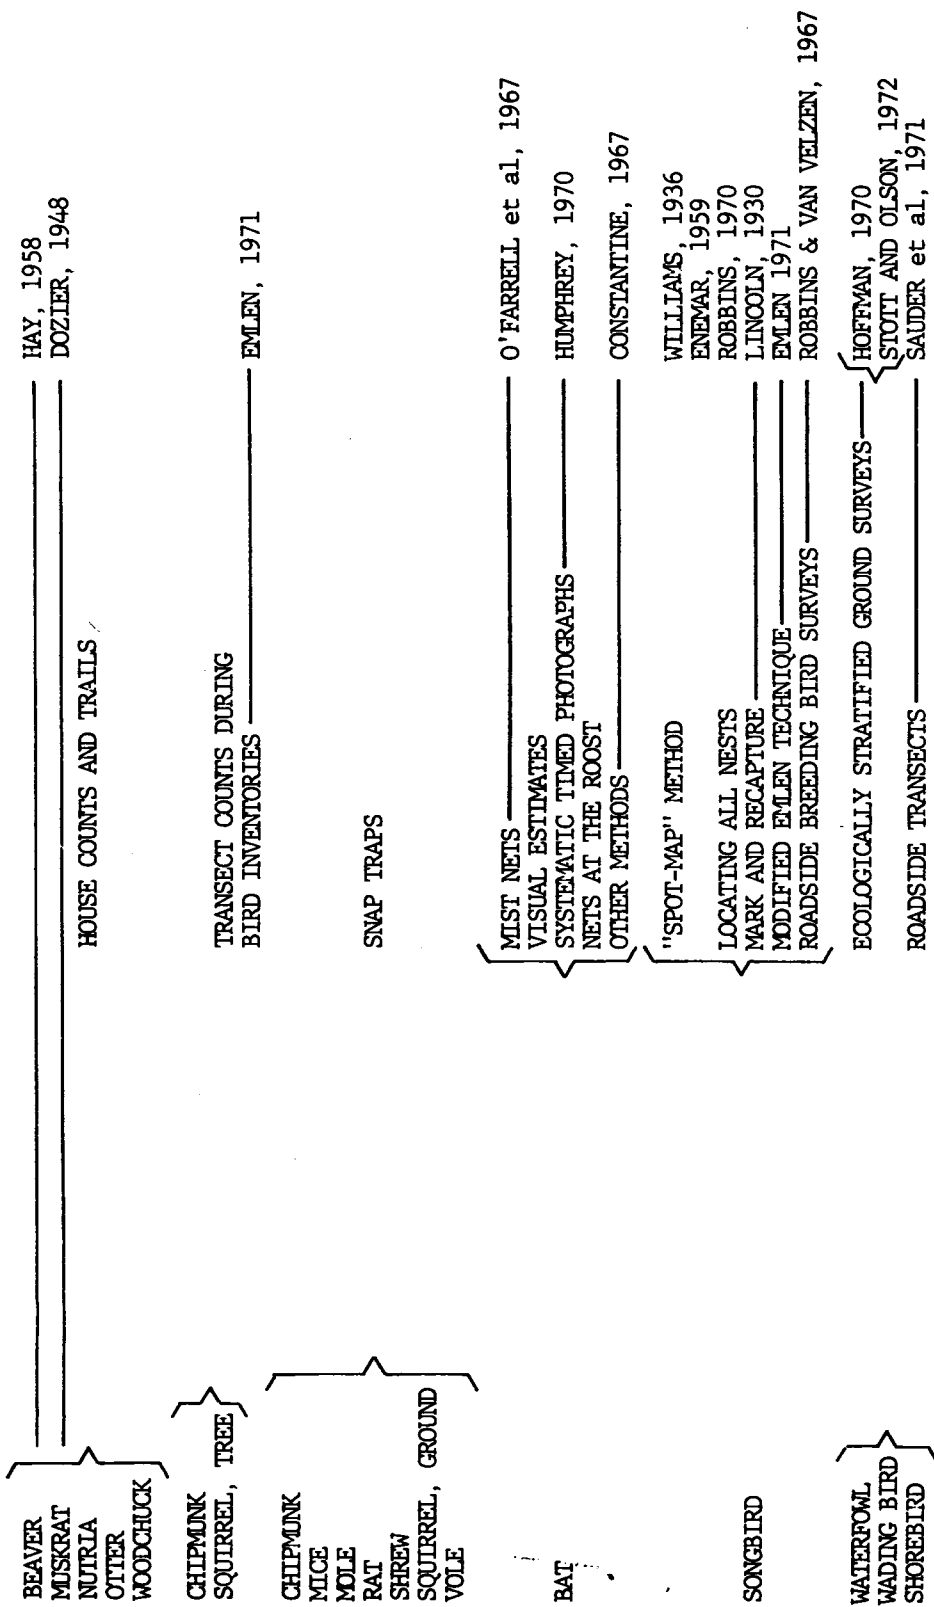 BEAVER HAY, 1958
MUSKRAT DOZIER, 1948
NUTRIA HOUSE COUNTS AND TRAILS
OTTER
WOODCHUCK
CHIPMUNK TRANSECT COUNTS DURING
SQUIRREL, TREE BIRD INVENTORIES EMLEN, 1971
CHIPMUNK
MICE
MOLE
RAT SNAP TRAPS
SHREW
SQUIRREL, GROUND
VOLE
MIST NETS O'FARRELL et al, 1967
VISUAL ESTIMATES
BAT SYSTEMATIC TIMED PHOTOGRAPHS HUMPHREY, 1970
NETS AT THE ROOST
OTHER METHODS CONSTANTINE, 1967
"SPOT-MAP" METHOD WILLIAMS, 1936
ENEMAR, 1959
LOCATING ALL NESTS ROBBINS, 1970
SONGBIRD MARK AND RECAPTURE LINCOLN, 1930
MODIFIED EMLEN TECHNIQUE EMLEN 1971
ROADSIDE BREEDING BIRD SURVEYS ROBBINS & VAN VELZEN, 1967
WATERFOWL ECOLOGICALLY STRATIFIED GROUND SURVEYS HOFFMAN, 1970
WADING BIRD STOTT AND OLSON, 1972
SHOREBIRD ROADSIDE TRANSECTS SAUDER et al, 1971